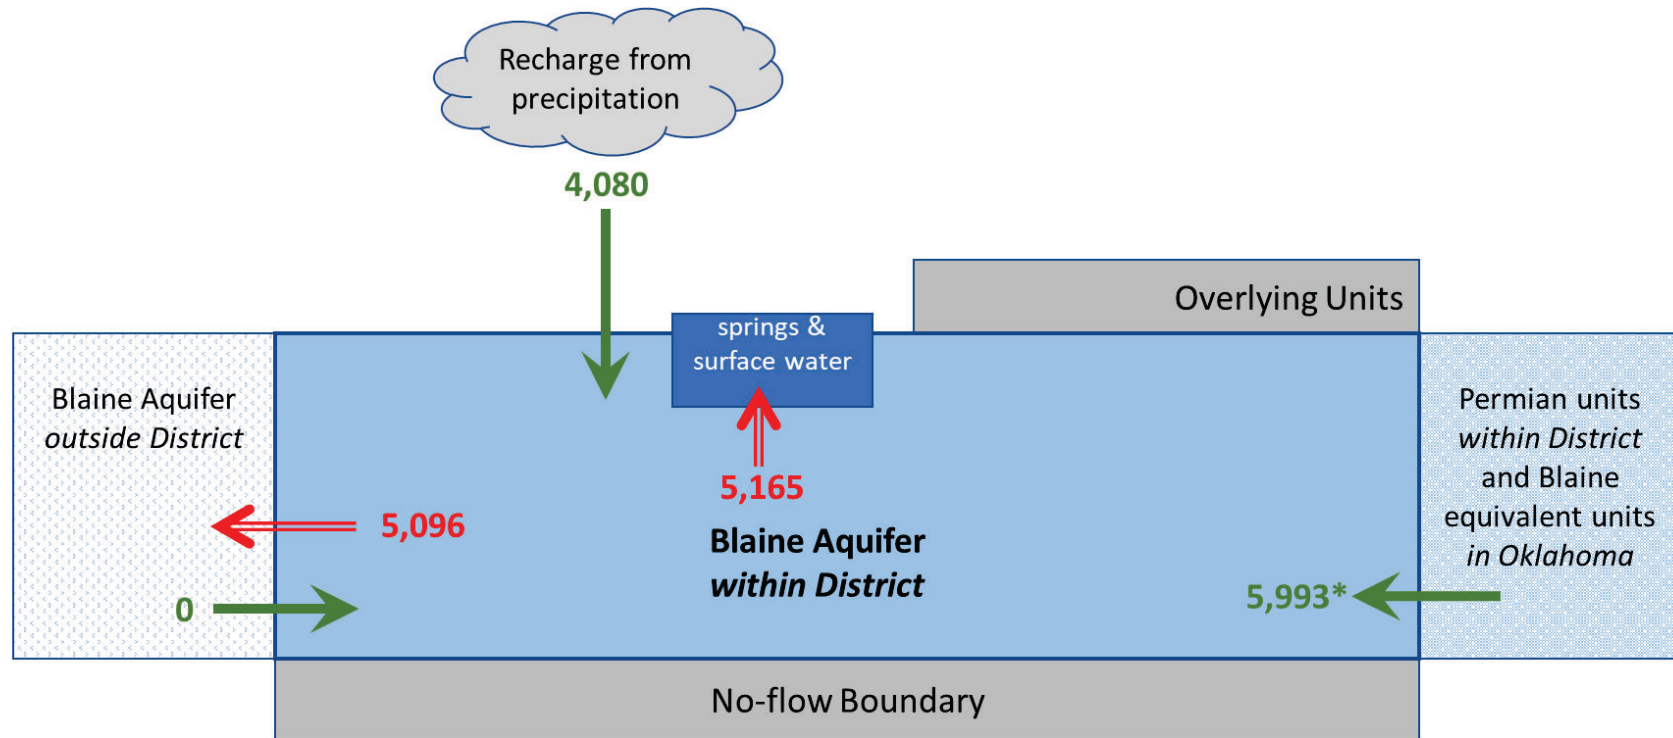 Recharge from
precipitation
4,080
Overlying Units
springs &
surface water
Blaine Aquifer
outside District
Permian units
within District
and Blaine
equivalent units
in Oklahoma
5,165
5,096
Blaine Aquifer
within District
0
5,993*
No-flow Boundary